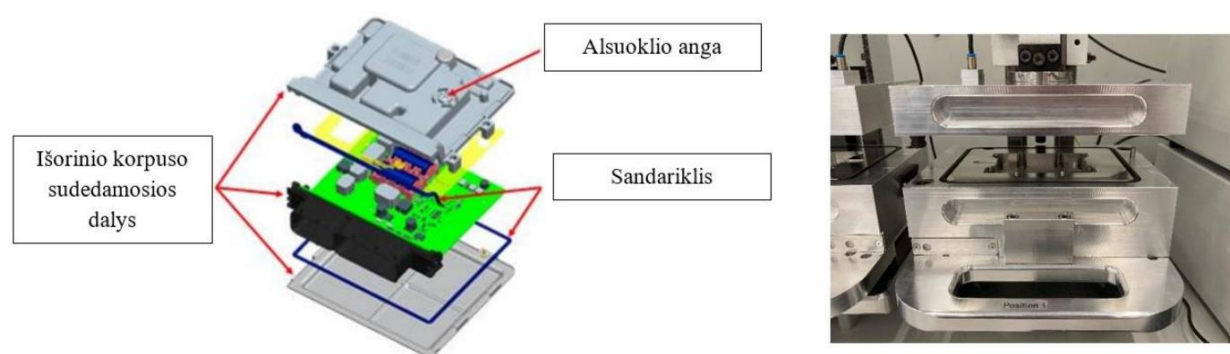 Alsuoklio anga
Išorinio korpuso
sudedamosios
dalys
Sandariklis
Position 1